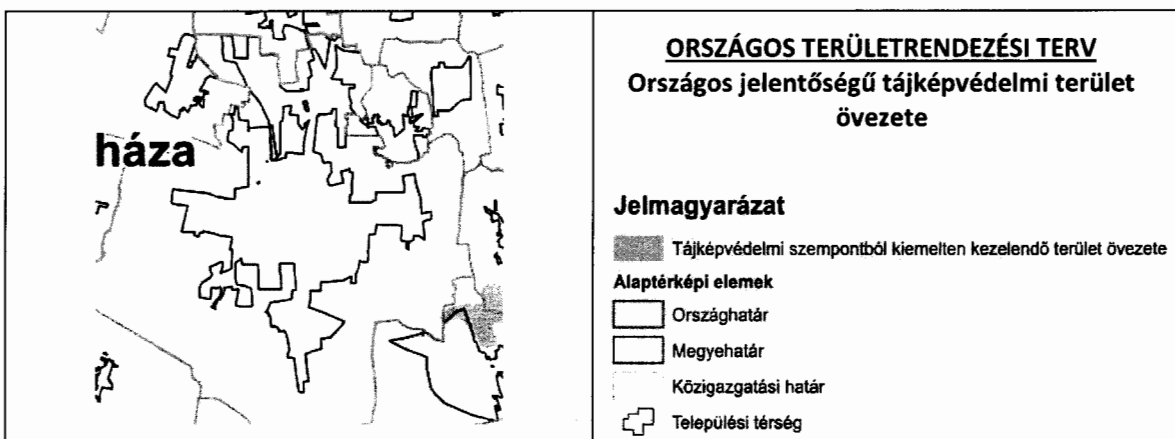 háza
ORSZÁGOS TERÜLETRENDEZÉSI TERV
Országos jelentőségű tájképvédelmi terület
övezete
Jelmagyarázat
Tájképvédelmi szempontból kiemelten kezelendő terület övezete
Alaptérképi elemek
Országhatár
Megyehatár
Közigazgatási határ
Települési térség